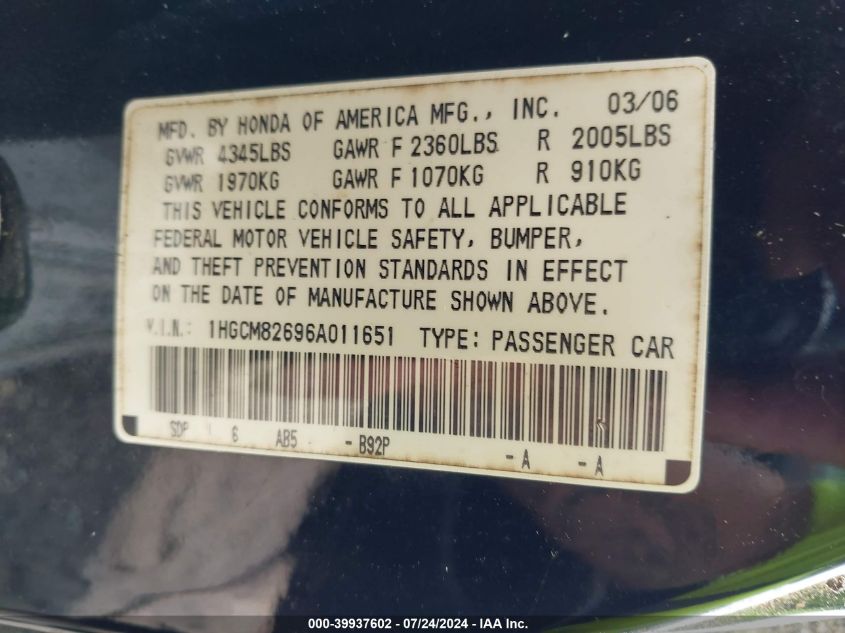 MFD. BY HONDA OF AMERICA MFG., INC. 03/06
GVWR 4345LBS GAWR F 2360LBS R 2005LBS
GVWR 1970KG GAWR F 1070KG R 910KG
THIS VEHICLE CONFORMS TO ALL APPLICABLE
FEDERAL MOTOR VEHICLE SAFETY, BUMPER,
AND THEFT PREVENTION STANDARDS IN EFFECT
ON THE DATE OF MANUFACTURE SHOWN ABOVE.
V.I.N.: 1HGCM82696A011651 TYPE: PASSENGER CAR
SDP 6 AB5 - B92P - A - A
000-39937602 / 07/24/2024 - IAA Inc.